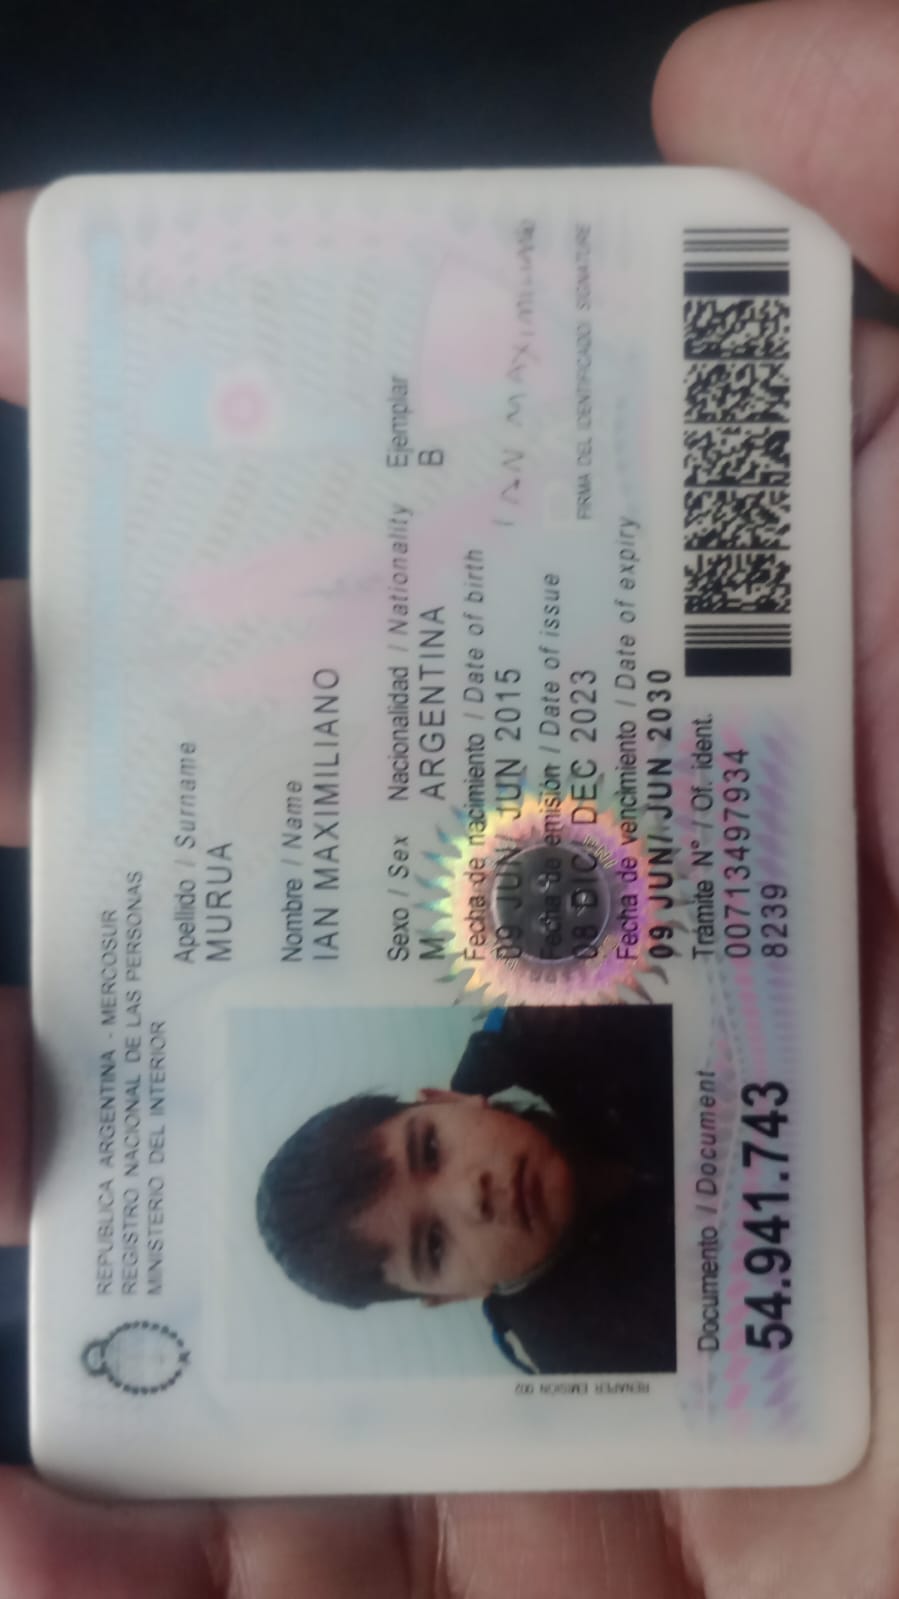 REPUBLICA ARGENTINA - MERCOSUR
REGISTRO NACIONAL DE LAS PERSONAS
MINISTERIO DEL INTERIOR
Apellido / Surname
MURUA
Nombre / Name
IAN MAXIMILIANO
Sexo / Sex Nacionalidad / Nationality Ejemplar
M ARGENTINA B
Fecha de nacimiento / Date of birth
09 JUN/ JUN 2015
IAN MAXIMILIANO
Fecha de emisión / Date of issue
08 DIC/ DEC 2023
FIRMA DEL IDENTIFICADO/ SIGNATURE
Fecha de vencimiento / Date of expiry
09 JUN/ JUN 2030
RENAPER EMISION 002
Documento / Document
54.941.743
Trámite N° / Of. ident.
00713497934
8239